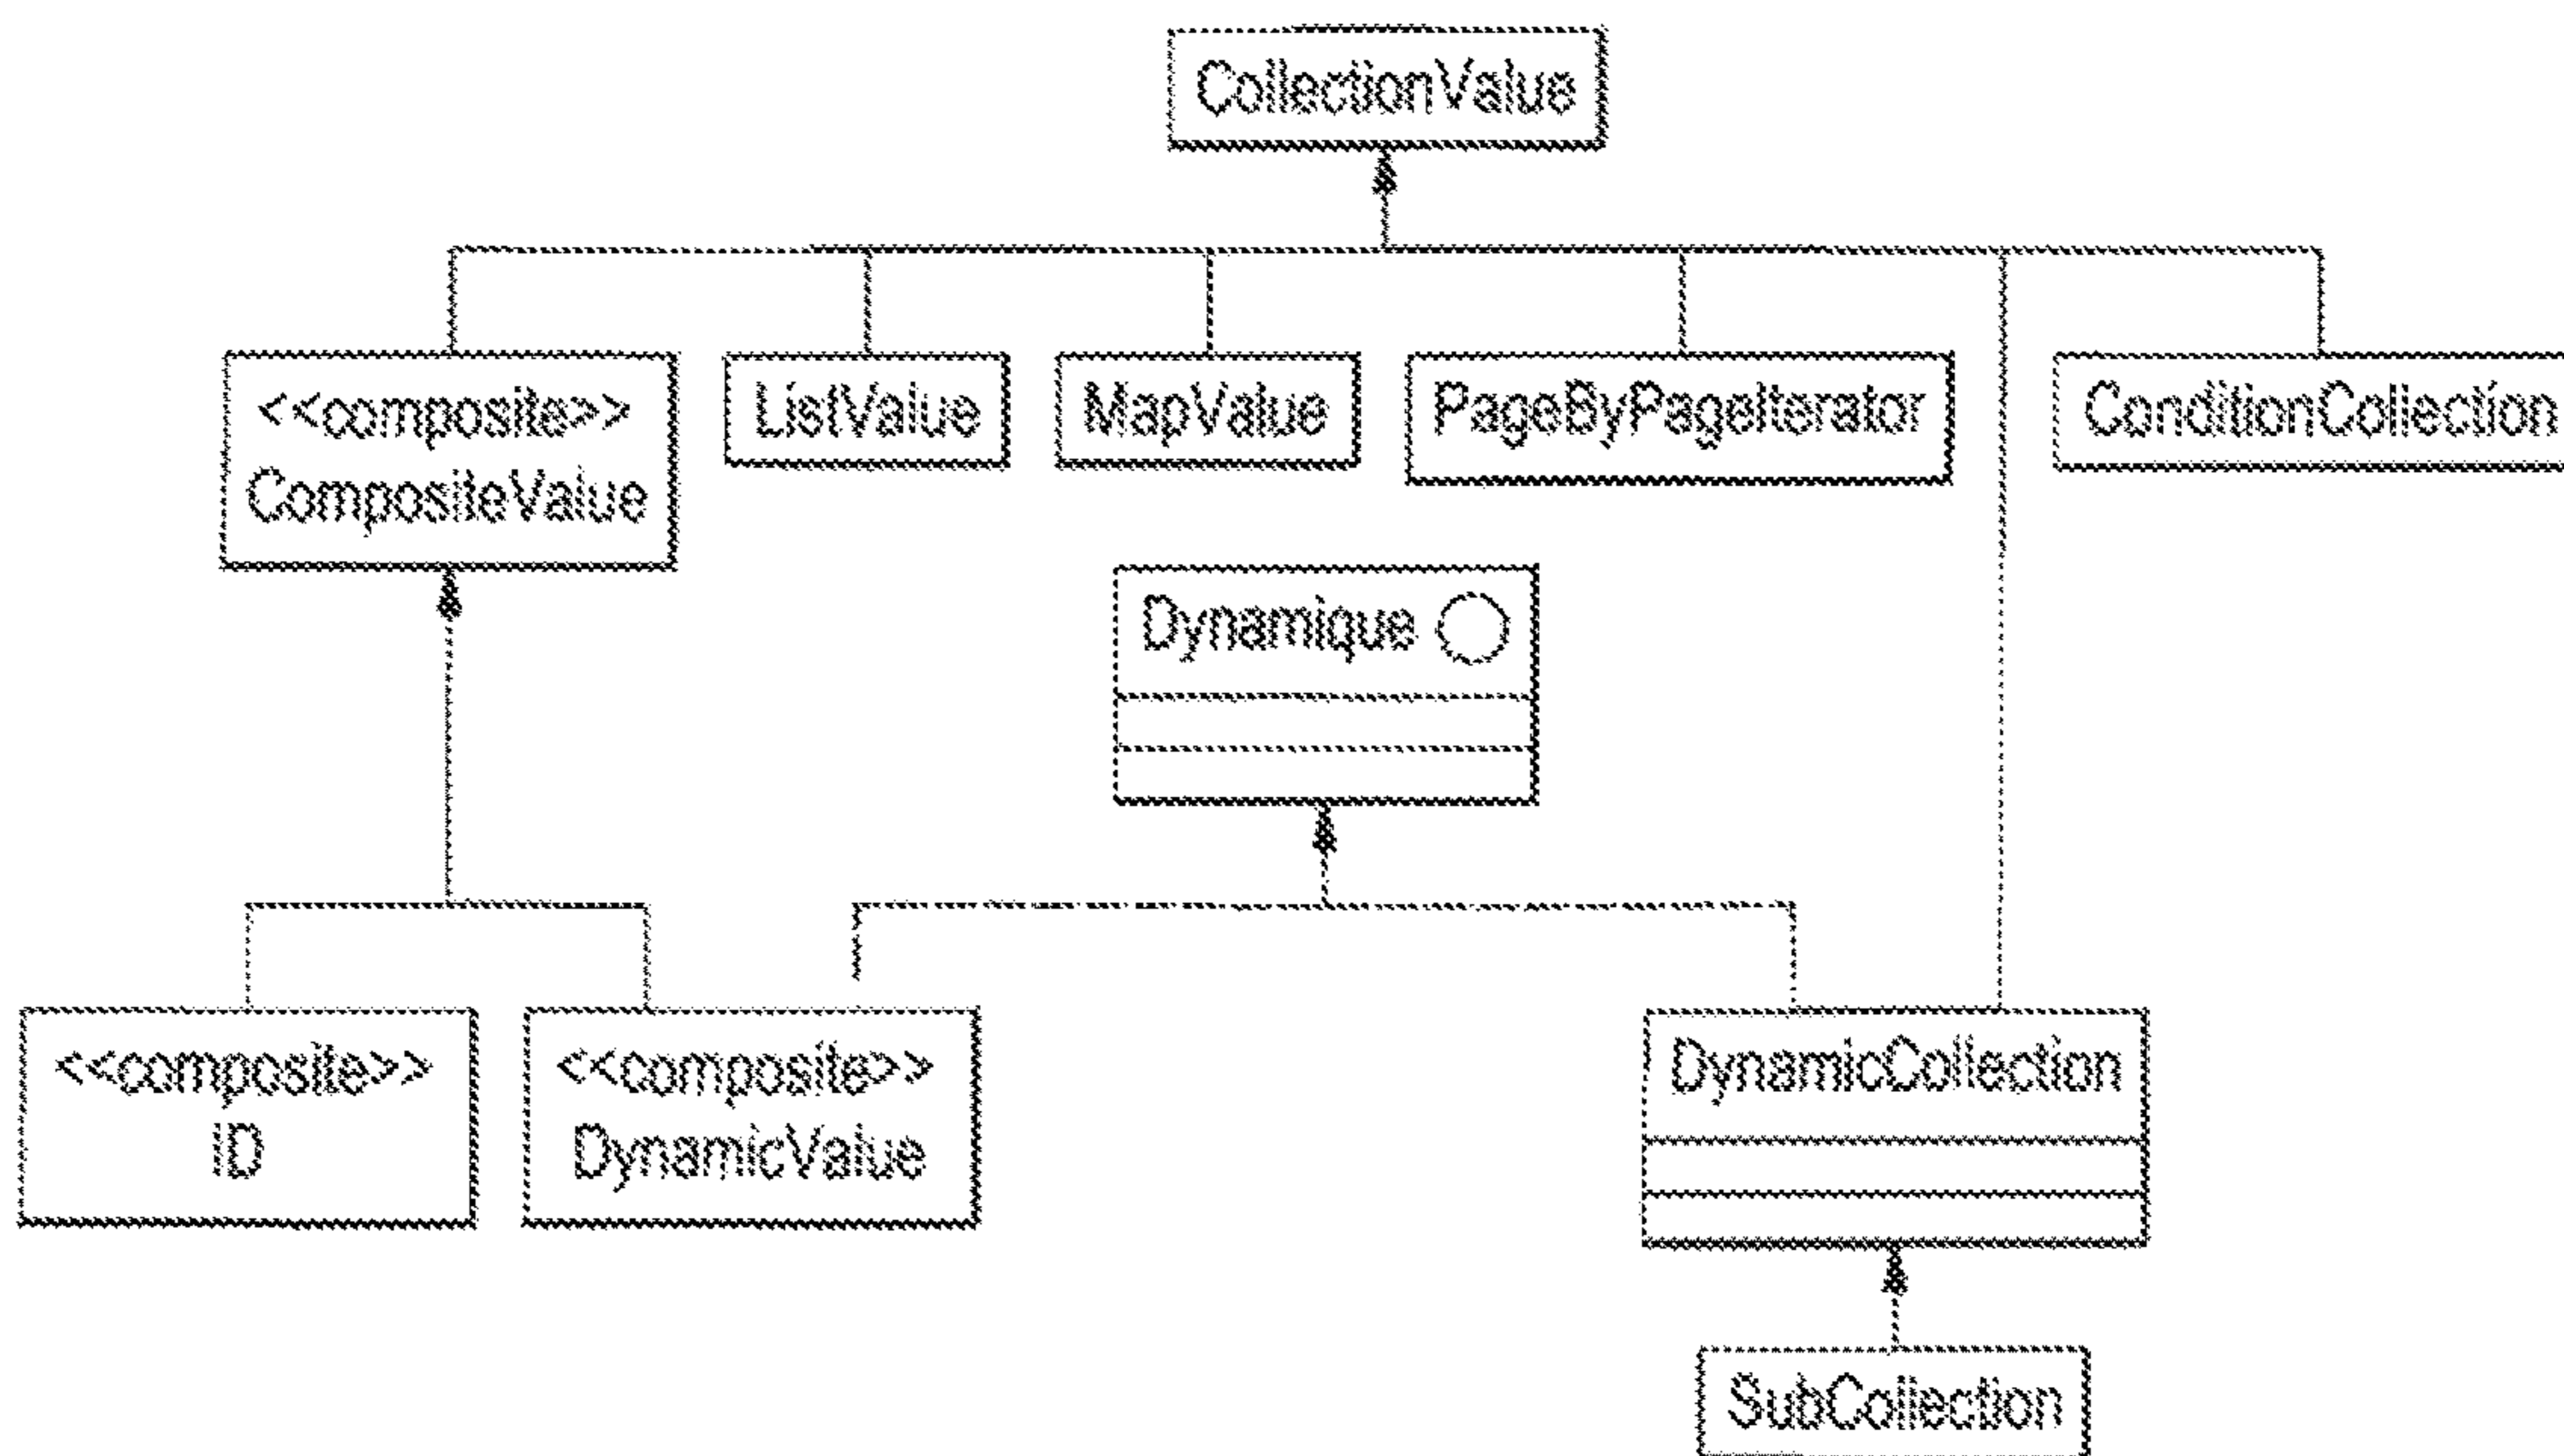 CollectionValue
<<composite>>
CompositeValue
ListValue
MapValue
PageByPageIterator
ConditionCollection
Dynamique
<<composite>>
ID
<<composite>>
DynamicValue
DynamicCollection
SubCollection